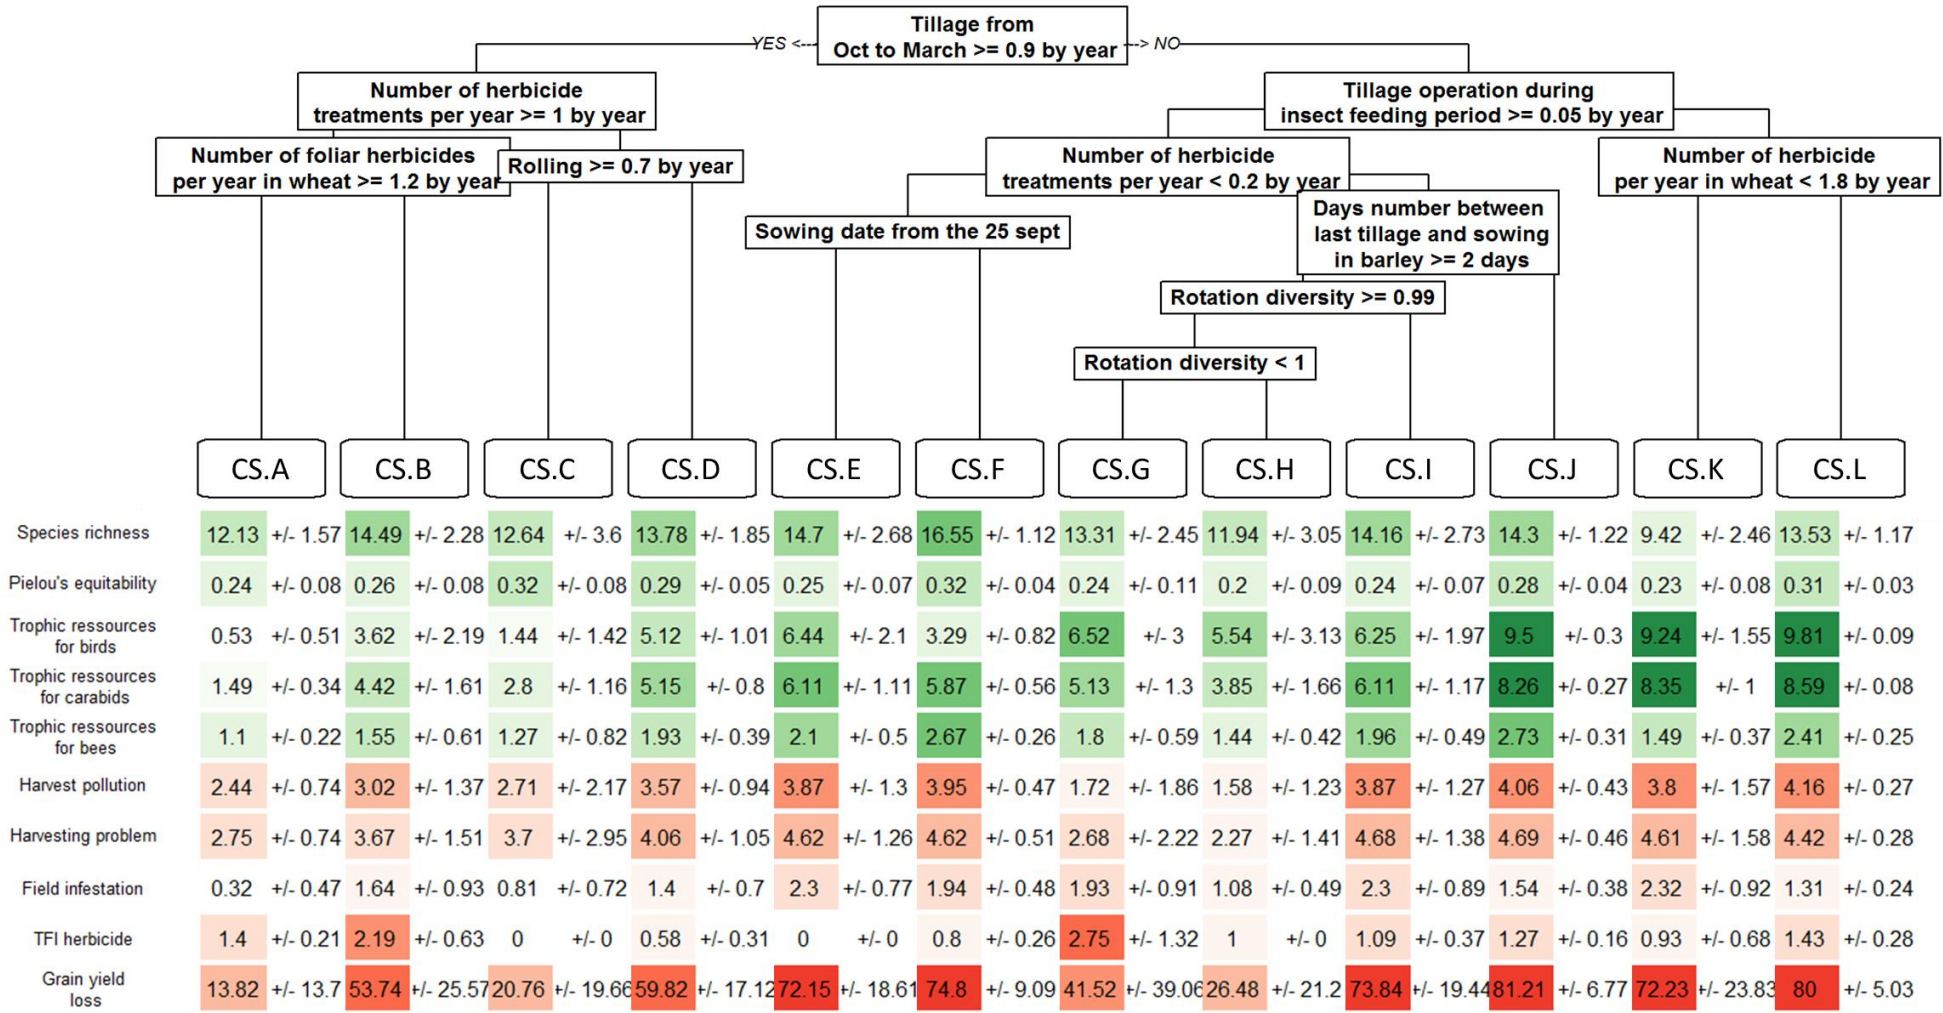 Tillage from
Oct to March >= 0.9 by year
YES <---
---> NO
Number of herbicide
treatments per year >= 1 by year
Tillage operation during
insect feeding period >= 0.05 by year
Number of foliar herbicides
per year in wheat >= 1.2 by year
Rolling >= 0.7 by year
Number of herbicide
treatments per year < 0.2 by year
Number of herbicide
per year in wheat < 1.8 by year
Sowing date from the 25 sept
Days number between
last tillage and sowing
in barley >= 2 days
Rotation diversity >= 0.99
Rotation diversity < 1
CS.A CS.B CS.C CS.D CS.E CS.F CS.G CS.H CS.I CS.J CS.K CS.L
Species richness 12.13 +/- 1.57 14.49 +/- 2.28 12.64 +/- 3.6 13.78 +/- 1.85 14.7 +/- 2.68 16.55 +/- 1.12 13.31 +/- 2.45 11.94 +/- 3.05 14.16 +/- 2.73 14.3 +/- 1.22 9.42 +/- 2.46 13.53 +/- 1.17
Pielou's equitability 0.24 +/- 0.08 0.26 +/- 0.08 0.32 +/- 0.08 0.29 +/- 0.05 0.25 +/- 0.07 0.32 +/- 0.04 0.24 +/- 0.11 0.2 +/- 0.09 0.24 +/- 0.07 0.28 +/- 0.04 0.23 +/- 0.08 0.31 +/- 0.03
Trophic ressources
for birds 0.53 +/- 0.51 3.62 +/- 2.19 1.44 +/- 1.42 5.12 +/- 1.01 6.44 +/- 2.1 3.29 +/- 0.82 6.52 +/- 3 5.54 +/- 3.13 6.25 +/- 1.97 9.5 +/- 0.3 9.24 +/- 1.55 9.81 +/- 0.09
Trophic ressources
for carabids 1.49 +/- 0.34 4.42 +/- 1.61 2.8 +/- 1.16 5.15 +/- 0.8 6.11 +/- 1.11 5.87 +/- 0.56 5.13 +/- 1.3 3.85 +/- 1.66 6.11 +/- 1.17 8.26 +/- 0.27 8.35 +/- 1 8.59 +/- 0.08
Trophic ressources
for bees 1.1 +/- 0.22 1.55 +/- 0.61 1.27 +/- 0.82 1.93 +/- 0.39 2.1 +/- 0.5 2.67 +/- 0.26 1.8 +/- 0.59 1.44 +/- 0.42 1.96 +/- 0.49 2.73 +/- 0.31 1.49 +/- 0.37 2.41 +/- 0.25
Harvest pollution 2.44 +/- 0.74 3.02 +/- 1.37 2.71 +/- 2.17 3.57 +/- 0.94 3.87 +/- 1.3 3.95 +/- 0.47 1.72 +/- 1.86 1.58 +/- 1.23 3.87 +/- 1.27 4.06 +/- 0.43 3.8 +/- 1.57 4.16 +/- 0.27
Harvesting problem 2.75 +/- 0.74 3.67 +/- 1.51 3.7 +/- 2.95 4.06 +/- 1.05 4.62 +/- 1.26 4.62 +/- 0.51 2.68 +/- 2.22 2.27 +/- 1.41 4.68 +/- 1.38 4.69 +/- 0.46 4.61 +/- 1.58 4.42 +/- 0.28
Field infestation 0.32 +/- 0.47 1.64 +/- 0.93 0.81 +/- 0.72 1.4 +/- 0.7 2.3 +/- 0.77 1.94 +/- 0.48 1.93 +/- 0.91 1.08 +/- 0.49 2.3 +/- 0.89 1.54 +/- 0.38 2.32 +/- 0.92 1.31 +/- 0.24
TFI herbicide 1.4 +/- 0.21 2.19 +/- 0.63 0 +/- 0 0.58 +/- 0.31 0 +/- 0 0.8 +/- 0.26 2.75 +/- 1.32 1 +/- 0 1.09 +/- 0.37 1.27 +/- 0.16 0.93 +/- 0.68 1.43 +/- 0.28
Grain yield
loss 13.82 +/- 13.7 53.74 +/- 25.57 20.76 +/- 19.66 59.82 +/- 17.12 72.15 +/- 18.61 74.8 +/- 9.09 41.52 +/- 39.06 26.48 +/- 21.2 73.84 +/- 19.44 81.21 +/- 6.77 72.23 +/- 23.83 80 +/- 5.03